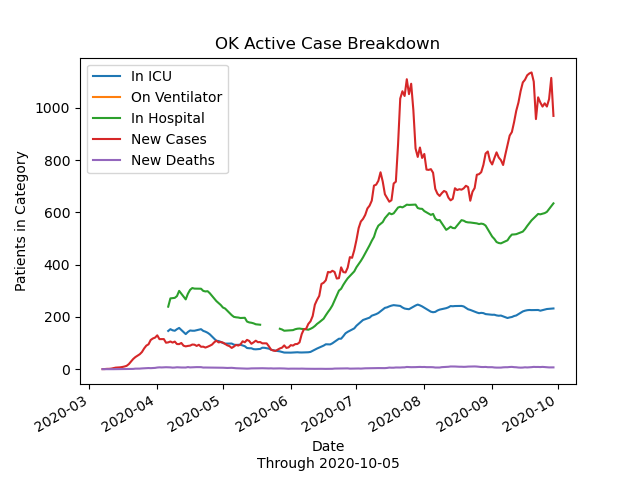 OK Active Case Breakdown
In ICU
On Ventilator
In Hospital
New Cases
New Deaths
Patients in Category
1000
800
600
400
200
0
2020-03
2020-04
2020-05
2020-06
2020-07
2020-08
2020-09
2020-10
Date
Through 2020-10-05